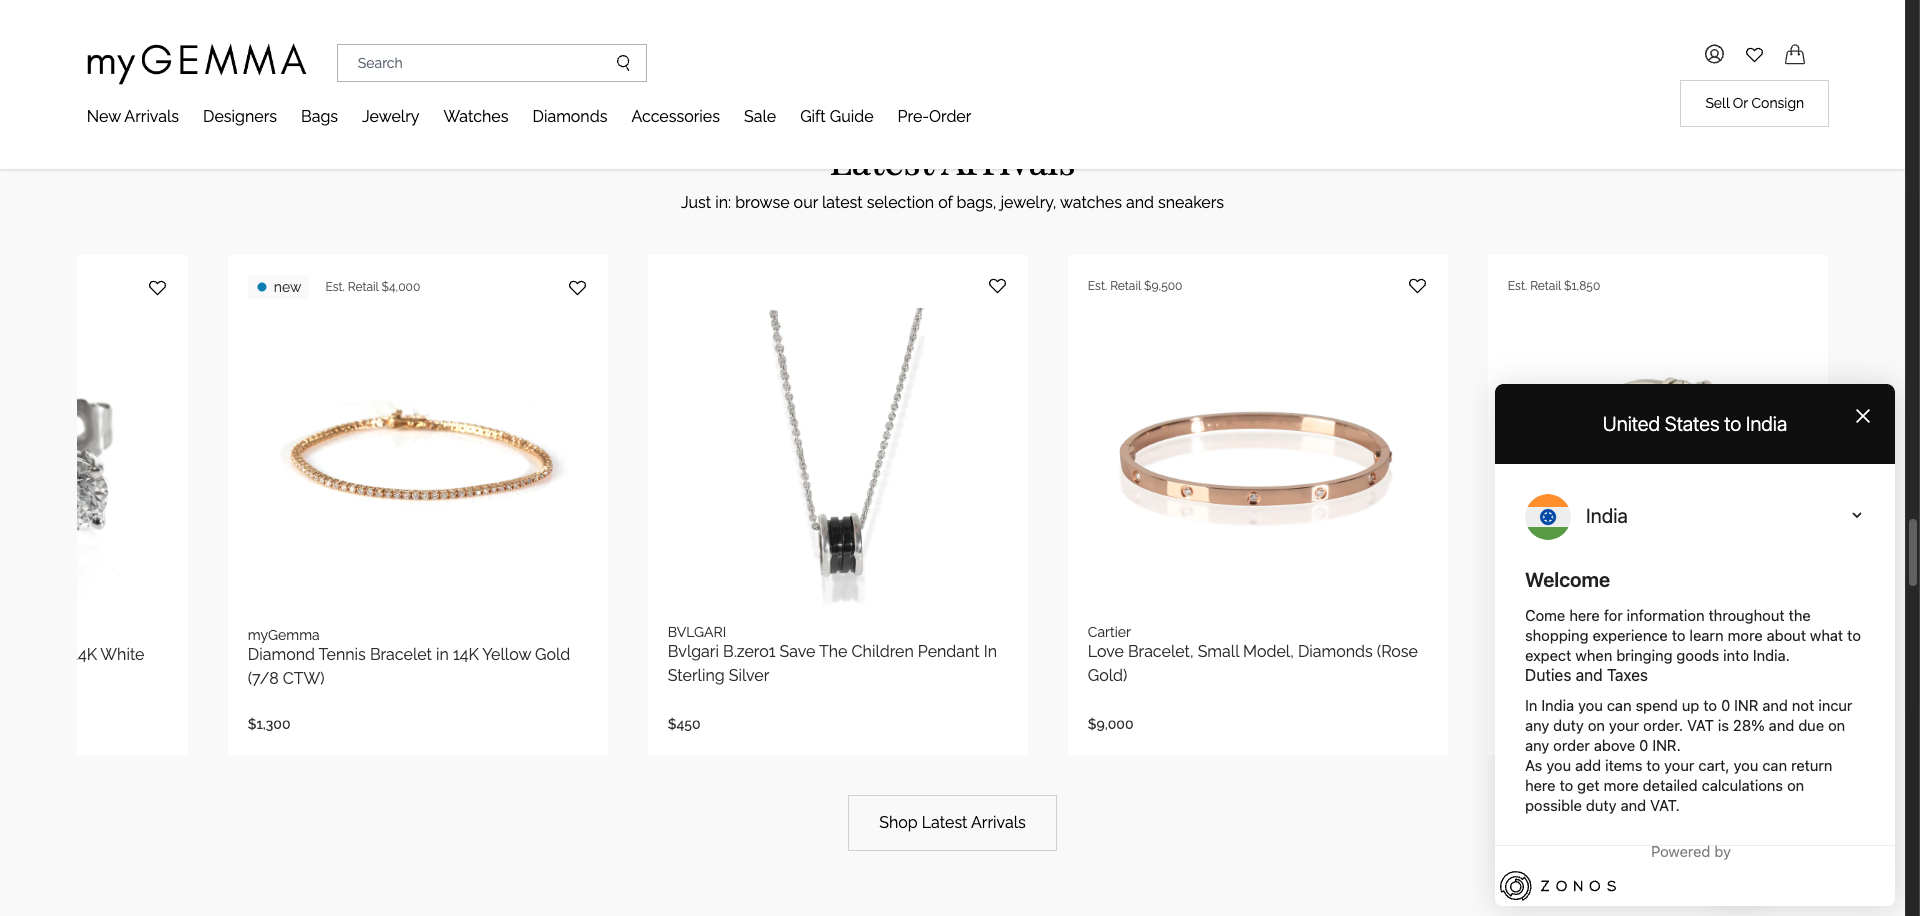 myGEMMA
Search
Sell Or Consign
New Arrivals Designers Bags Jewelry Watches Diamonds Accessories Sale Gift Guide Pre-Order
Latest Arrivals
Just in: browse our latest selection of bags, jewelry, watches and sneakers
4K White
new Est. Retail $4,000
myGemma
Diamond Tennis Bracelet in 14K Yellow Gold
(7/8 CTW)
$1,300
BVLGARI
Bvlgari B.zero1 Save The Children Pendant In
Sterling Silver
$450
Est. Retail $9,500
Cartier
Love Bracelet, Small Model, Diamonds (Rose
Gold)
$9,000
Est. Retail $1,850
Shop Latest Arrivals
United States to India
India
Welcome
Come here for information throughout the
shopping experience to learn more about what to
expect when bringing goods into India.
Duties and Taxes
In India you can spend up to 0 INR and not incur
any duty on your order. VAT is 28% and due on
any order above 0 INR.
As you add items to your cart, you can return
here to get more detailed calculations on
possible duty and VAT.
Powered by
ZONOS